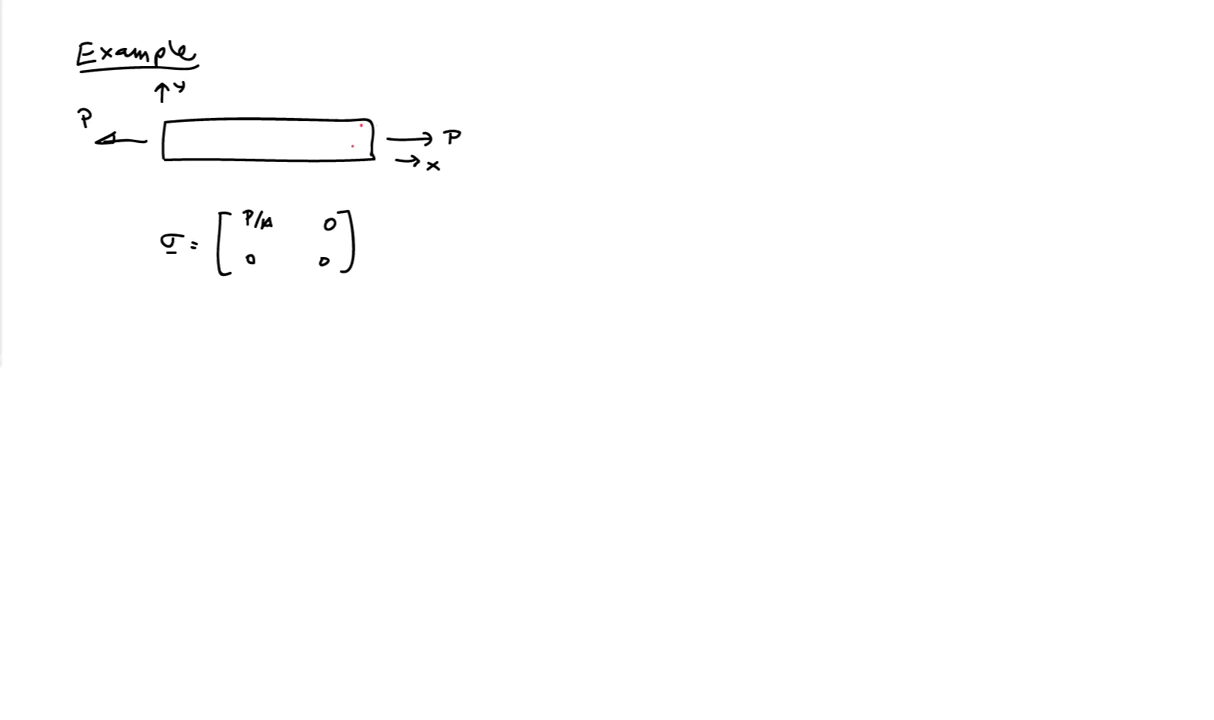 Example
↑ y
P
→ P
→ x
σ = [ P/A 0
0 0 ]